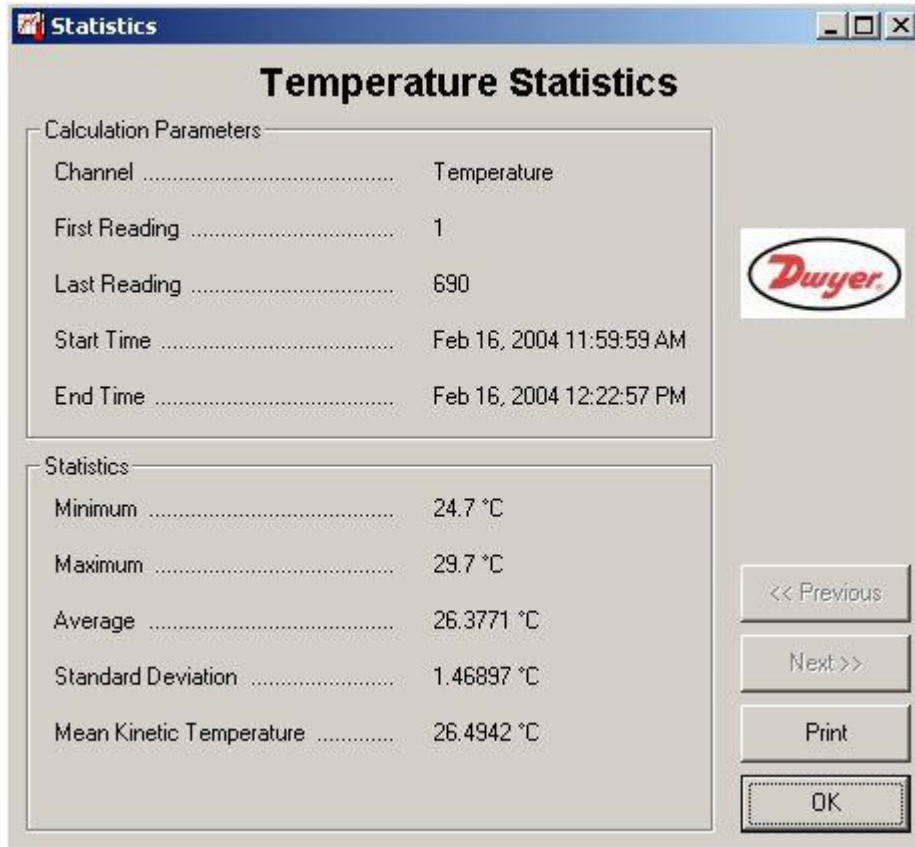 Statistics
Temperature Statistics
Calculation Parameters
Channel ........................................ Temperature
First Reading ................................ 1
Last Reading ................................. 690
Start Time ..................................... Feb 16, 2004 11:59:59 AM
End Time ...................................... Feb 16, 2004 12:22:57 PM
Dwyer®
Statistics
Minimum ....................................... 24.7 °C
Maximum ...................................... 29.7 °C
Average ....................................... 26.3771 °C
Standard Deviation ....................... 1.46897 °C
Mean Kinetic Temperature ............. 26.4942 °C
<< Previous
Next >>
Print
OK